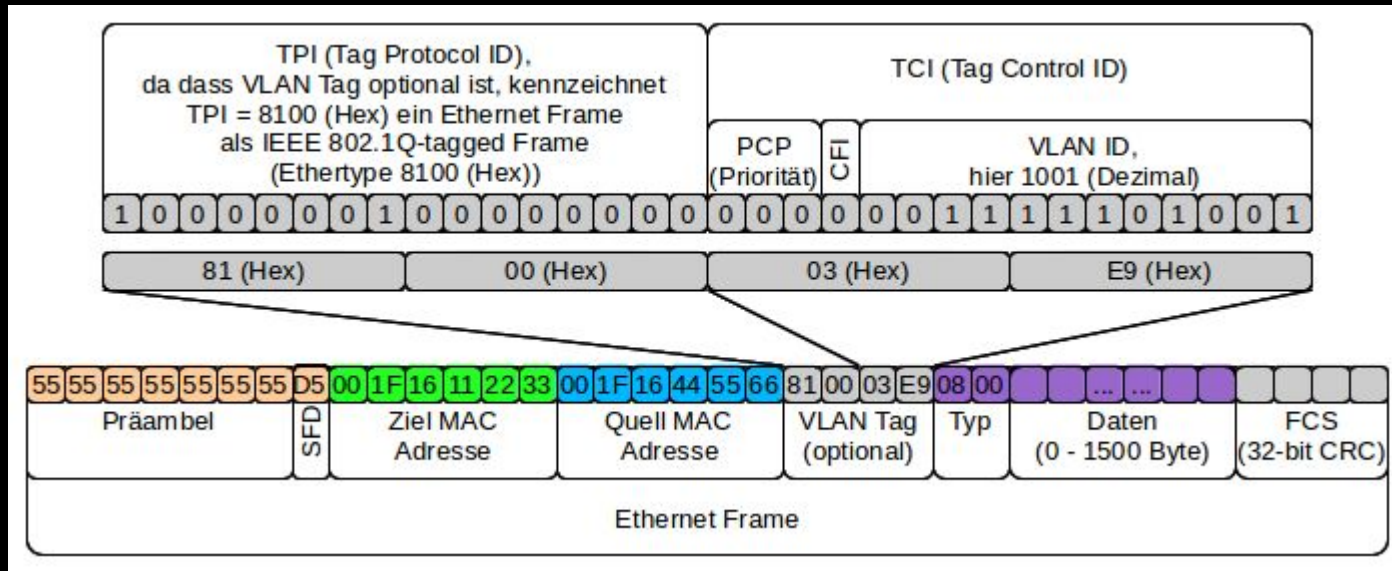 TPI (Tag Protocol ID),
da dass VLAN Tag optional ist, kennzeichnet
TPI = 8100 (Hex) ein Ethernet Frame
als IEEE 802.1Q-tagged Frame
(Ethertype 8100 (Hex))
TCI (Tag Control ID)
PCP
(Priorität)
CFI
VLAN ID,
hier 1001 (Dezimal)
1 0 0 0 0 0 0 1 0 0 0 0 0 0 0 0 0 0 0 0 0 0 1 1 1 1 1 0 1 0 0 1
81 (Hex) 00 (Hex) 03 (Hex) E9 (Hex)
55 55 55 55 55 55 55 D5 00 1F 16 11 22 33 00 1F 16 44 55 66 81 00 03 E9 08 00 ... ...
Präambel
SFD
Ziel MAC
Adresse
Quell MAC
Adresse
VLAN Tag
(optional)
Typ
Daten
(0 - 1500 Byte)
FCS
(32-bit CRC)
Ethernet Frame